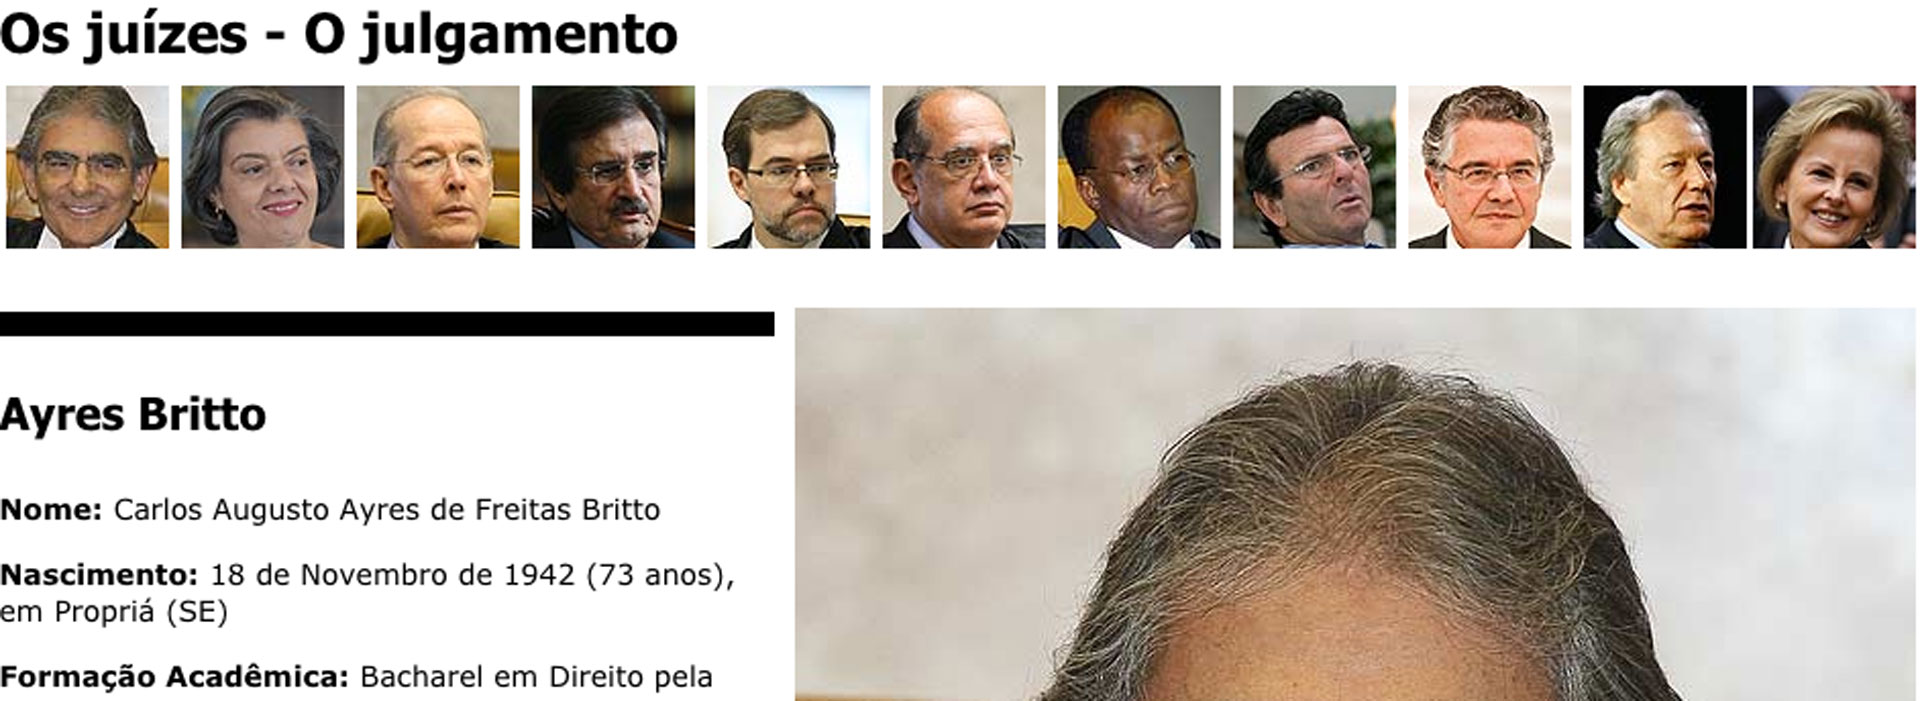 Os juízes - O julgamento
Ayres Britto
Nome: Carlos Augusto Ayres de Freitas Britto
Nascimento: 18 de Novembro de 1942 (73 anos),
em Propriá (SE)
Formação Acadêmica: Bacharel em Direito pela